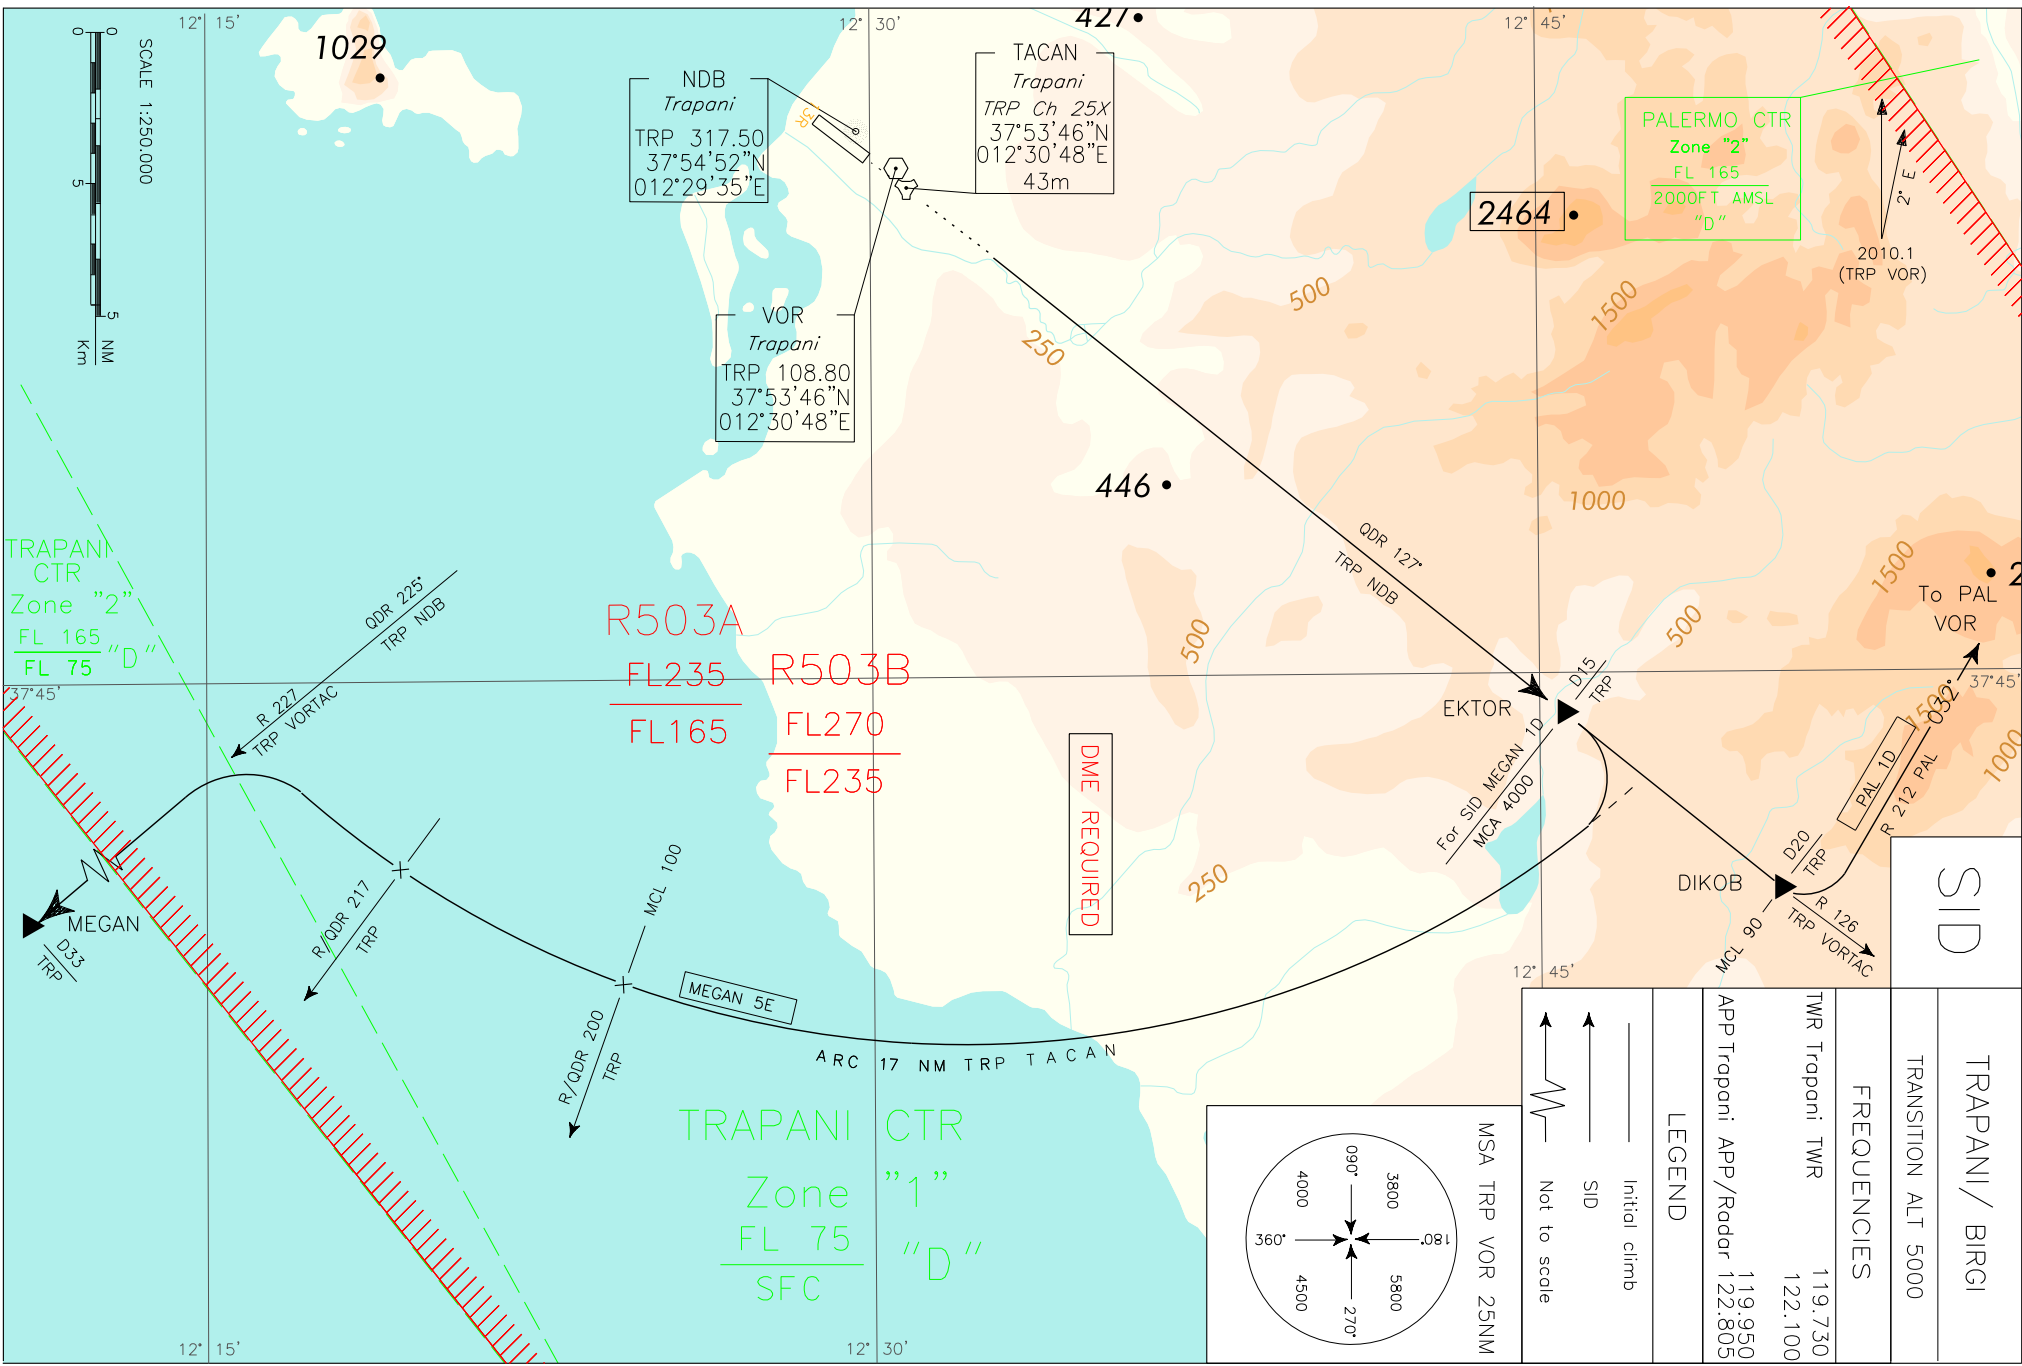 12° 15'
12° 30'
12° 45'
1029
427
SCALE 1:250.000
0
0
5
5
NM
Km
NDB
Trapani
TRP 317.50
37°54'52"N
012°29'35"E
TACAN
Trapani
TRP Ch 25X
37°53'46"N
012°30'48"E
43m
VOR
Trapani
TRP 108.80
37°53'46"N
012°30'48"E
PALERMO CTR
Zone "2"
FL 165
2000FT AMSL
"D"
2° E
2010.1
(TRP VOR)
2464
500
1500
250
446
1000
1500
500
500
250
1500
1000
QDR 127°
TRP NDB
To PAL
VOR
37°45'
37°45'
TRAPANI
CTR
Zone "2"
FL 165
FL 75
"D"
QDR 225°
TRP NDB
R 227
TRP VORTAC
R503A
FL235
FL165
R503B
FL270
FL235
DME REQUIRED
EKTOR
D15
TRP
For SID MEGAN 1D
MCA 4000
DIKOB
D20
TRP
MCL 90
R 126
TRP VORTAC
PAL 1D
R 212 PAL
032°
MEGAN
D33
TRP
R/QDR 217
TRP
MCL 100
R/QDR 200
TRP
MEGAN 5E
ARC 17 NM TRP TACAN
TRAPANI CTR
Zone "1"
FL 75
SFC
"D"
12° 15'
12° 30'
12° 45'
SID
TRAPANI/ BIRGI
TRANSITION ALT 5000
FREQUENCIES
TWR Trapani TWR 119.730
122.100
119.950
APP Trapani APP/Radar 122.805
LEGEND
Initial climb
SID
Not to scale
MSA TRP VOR 25NM
090°
180°
270°
360°
3800
4000
5800
4500